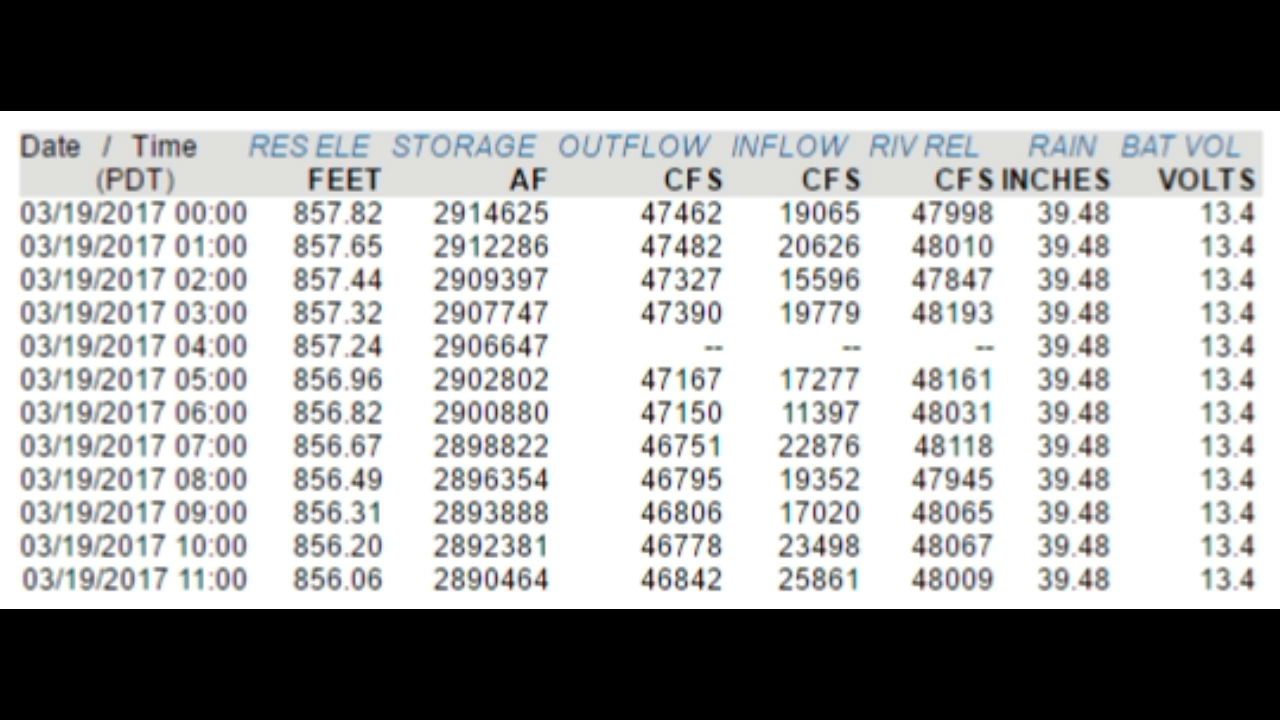 Date / Time RES ELE STORAGE OUTFLOW INFLOW RIV REL RAIN BAT VOL
(PDT) FEET AF CFS CFS CFS INCHES VOLTS
03/19/2017 00:00 857.82 2914625 47462 19065 47998 39.48 13.4
03/19/2017 01:00 857.65 2912286 47482 20626 48010 39.48 13.4
03/19/2017 02:00 857.44 2909397 47327 15596 47847 39.48 13.4
03/19/2017 03:00 857.32 2907747 47390 19779 48193 39.48 13.4
03/19/2017 04:00 857.24 2906647 -- -- -- 39.48 13.4
03/19/2017 05:00 856.96 2902802 47167 17277 48161 39.48 13.4
03/19/2017 06:00 856.82 2900880 47150 11397 48031 39.48 13.4
03/19/2017 07:00 856.67 2898822 46751 22876 48118 39.48 13.4
03/19/2017 08:00 856.49 2896354 46795 19352 47945 39.48 13.4
03/19/2017 09:00 856.31 2893888 46806 17020 48065 39.48 13.4
03/19/2017 10:00 856.20 2892381 46778 23498 48067 39.48 13.4
03/19/2017 11:00 856.06 2890464 46842 25861 48009 39.48 13.4